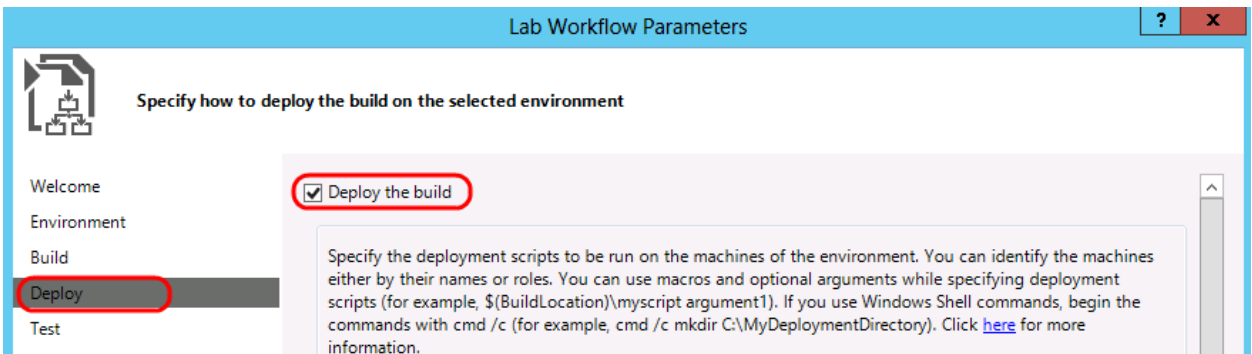 Lab Workflow Parameters
? x
Specify how to deploy the build on the selected environment
Welcome
Environment
Build
Deploy
Test
Deploy the build
Specify the deployment scripts to be run on the machines of the environment. You can identify the machines
either by their names or roles. You can use macros and optional arguments while specifying deployment
scripts (for example, $(BuildLocation)\myscript argument1). If you use Windows Shell commands, begin the
commands with cmd /c (for example, cmd /c mkdir C:\MyDeploymentDirectory). Click here for more
information.